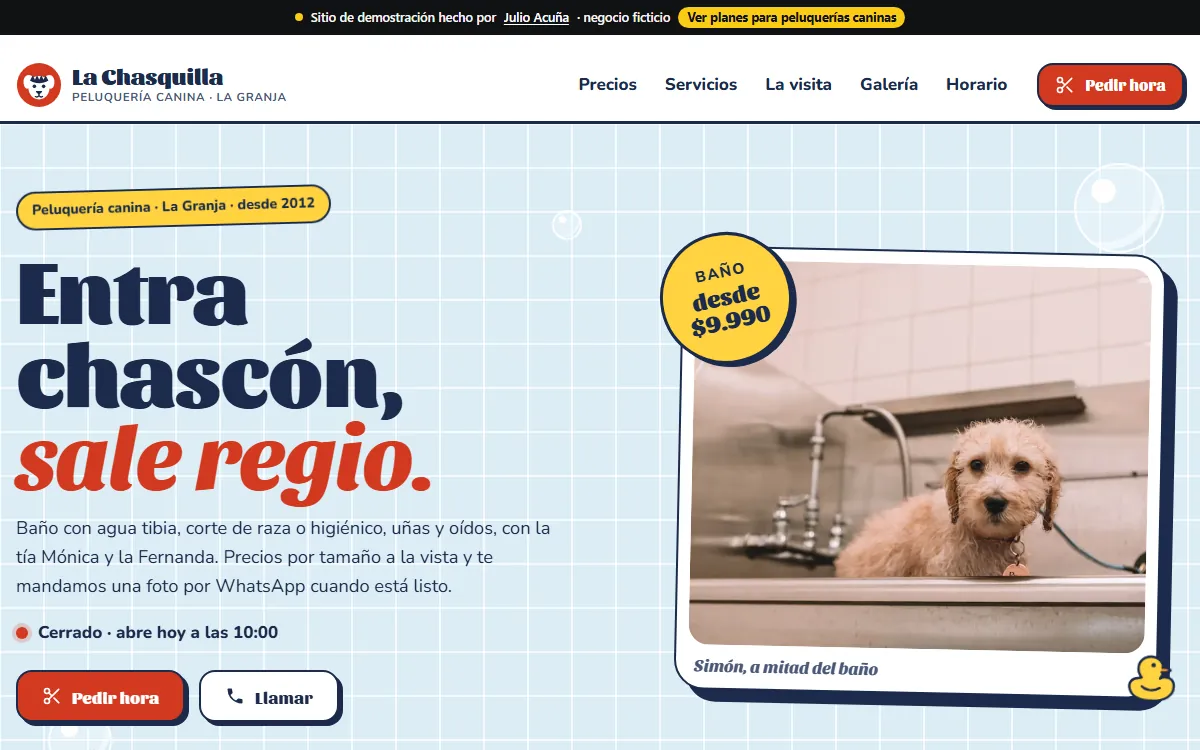 Sitio de demostración hecho por Julio Acuña · negocio ficticio Ver planes para peluquerías caninas
La Chasquilla
PELUQUERÍA CANINA · LA GRANJA
Precios Servicios La visita Galería Horario Pedir hora
Peluquería canina · La Granja · desde 2012
Entra
chascón,
sale regio.
BAÑO
desde
$9.990
Baño con agua tibia, corte de raza o higiénico, uñas y oídos, con la
tía Mónica y la Fernanda. Precios por tamaño a la vista y te
mandamos una foto por WhatsApp cuando está listo.
Cerrado · abre hoy a las 10:00
Pedir hora Llamar
Simón, a mitad del baño